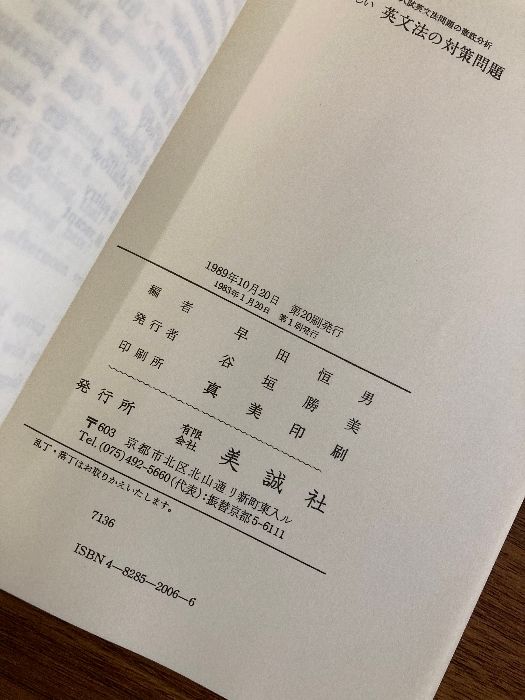 入試英文法問題の徹底分析
しい 英文法の対策問題
1989年10月20日 第20刷発行
1983年1月20日 第1刷発行
編者 早田恒男
発行者 谷垣勝美
印刷所 真美印刷
発行所 有限会社 美誠社
〒603 京都市北区北山通り新町東入ル
Tel.(075)492-5660(代表):振替京都5-6111
乱丁・落丁はお取りかえいたします。
7136
ISBN4―8285―2006―6